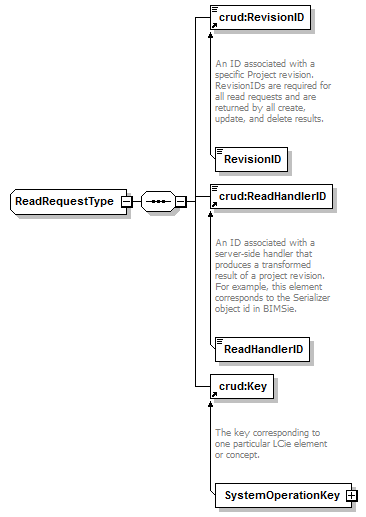 crud:RevisionID
An ID associated with a
specific Project revision.
RevisionIDs are required for
all read requests and are
returned by all create,
update, and delete results.
RevisionID
ReadRequestType
crud:ReadHandlerID
An ID associated with a
server-side handler that
produces a transformed
result of a project revision.
For example, this element
corresponds to the Serializer
object id in BIMSie.
ReadHandlerID
crud:Key
The key corresponding to
one particular LCie element
or concept.
SystemOperationKey